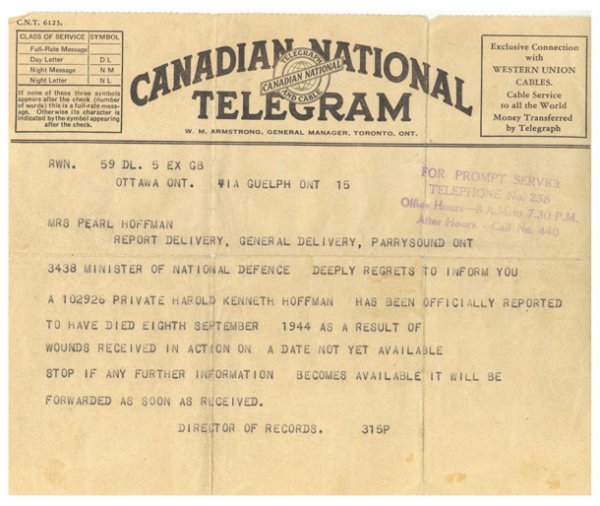 C.N.T. 6123.
CLASS OF SERVICE SYMBOL
Full-Rate Message
Day Letter D L
Night Message N M
Night Letter N L
If none of these three symbols
appears after the check (number
of words) this is a full-rate mes-
sage. Otherwise its character is
indicated by the symbol appearing
after the check.
CANADIAN NATIONAL
TELEGRAPH
CANADIAN NATIONAL
AND CABLE
TELEGRAM
W. M. ARMSTRONG, GENERAL MANAGER, TORONTO, ONT.
Exclusive Connection
with
WESTERN UNION
CABLES.
Cable Service
to all the World
Money Transferred
by Telegraph
RWN. 59 DL. 5 EX GB
OTTAWA ONT. VIA GUELPH ONT 15
FOR PROMPT SERVICE
TELEPHONE No. 258
Office Hours—8 A.M. to 7.30 P.M.
After Hours - Call No. 440
MRS PEARL HOFFMAN
REPORT DELIVERY, GENERAL DELIVERY, PARRYSOUND ONT
3438 MINISTER OF NATIONAL DEFENCE DEEPLY REGRETS TO INFORM YOU
A 102926 PRIVATE HAROLD KENNETH HOFFMAN HAS BEEN OFFICIALLY REPORTED
TO HAVE DIED EIGHTH SEPTEMBER 1944 AS A RESULT OF
WOUNDS RECEIVED IN ACTION ON A DATE NOT YET AVAILABLE
STOP IF ANY FURTHER INFORMATION BECOMES AVAILABLE IT WILL BE
FORWARDED AS SOON AS RECEIVED.
DIRECTOR OF RECORDS. 315P